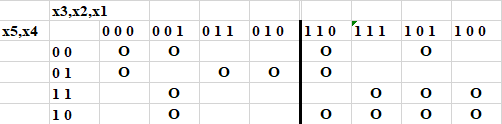 x3,x2,x1
x5,x4 0 0 0 0 0 1 0 1 1 0 1 0 1 1 0 1 1 1 1 0 1 1 0 0
0 0 O O O O
0 1 O O O O
1 1 O O O O
1 0 O O O O O